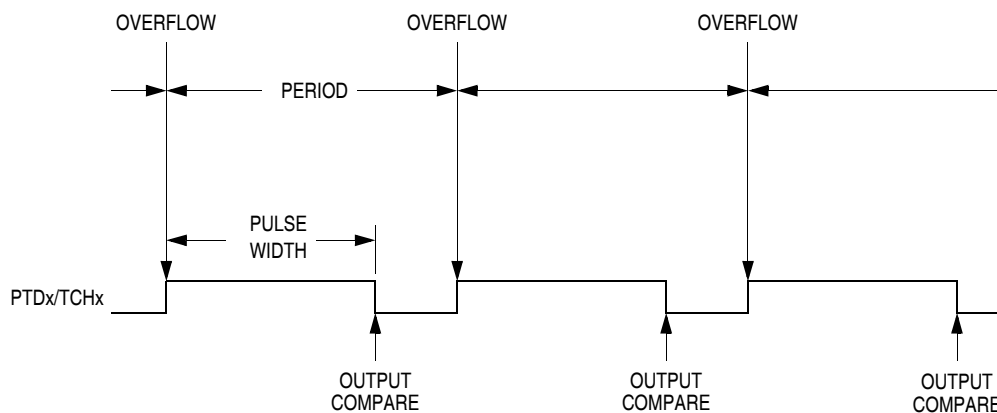 OVERFLOW OVERFLOW OVERFLOW
PERIOD
PULSE
WIDTH
PTDx/TCHx
OUTPUT
COMPARE
OUTPUT
COMPARE
OUTPUT
COMPARE